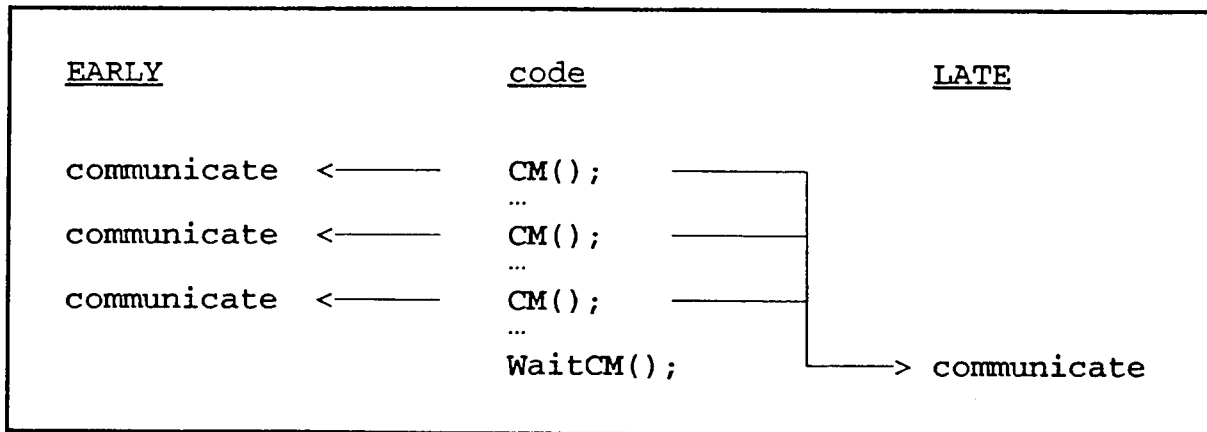 EARLY code LATE
communicate <—— CM();
...
communicate <—— CM();
...
communicate <—— CM();
...
WaitCM(); ——> communicate